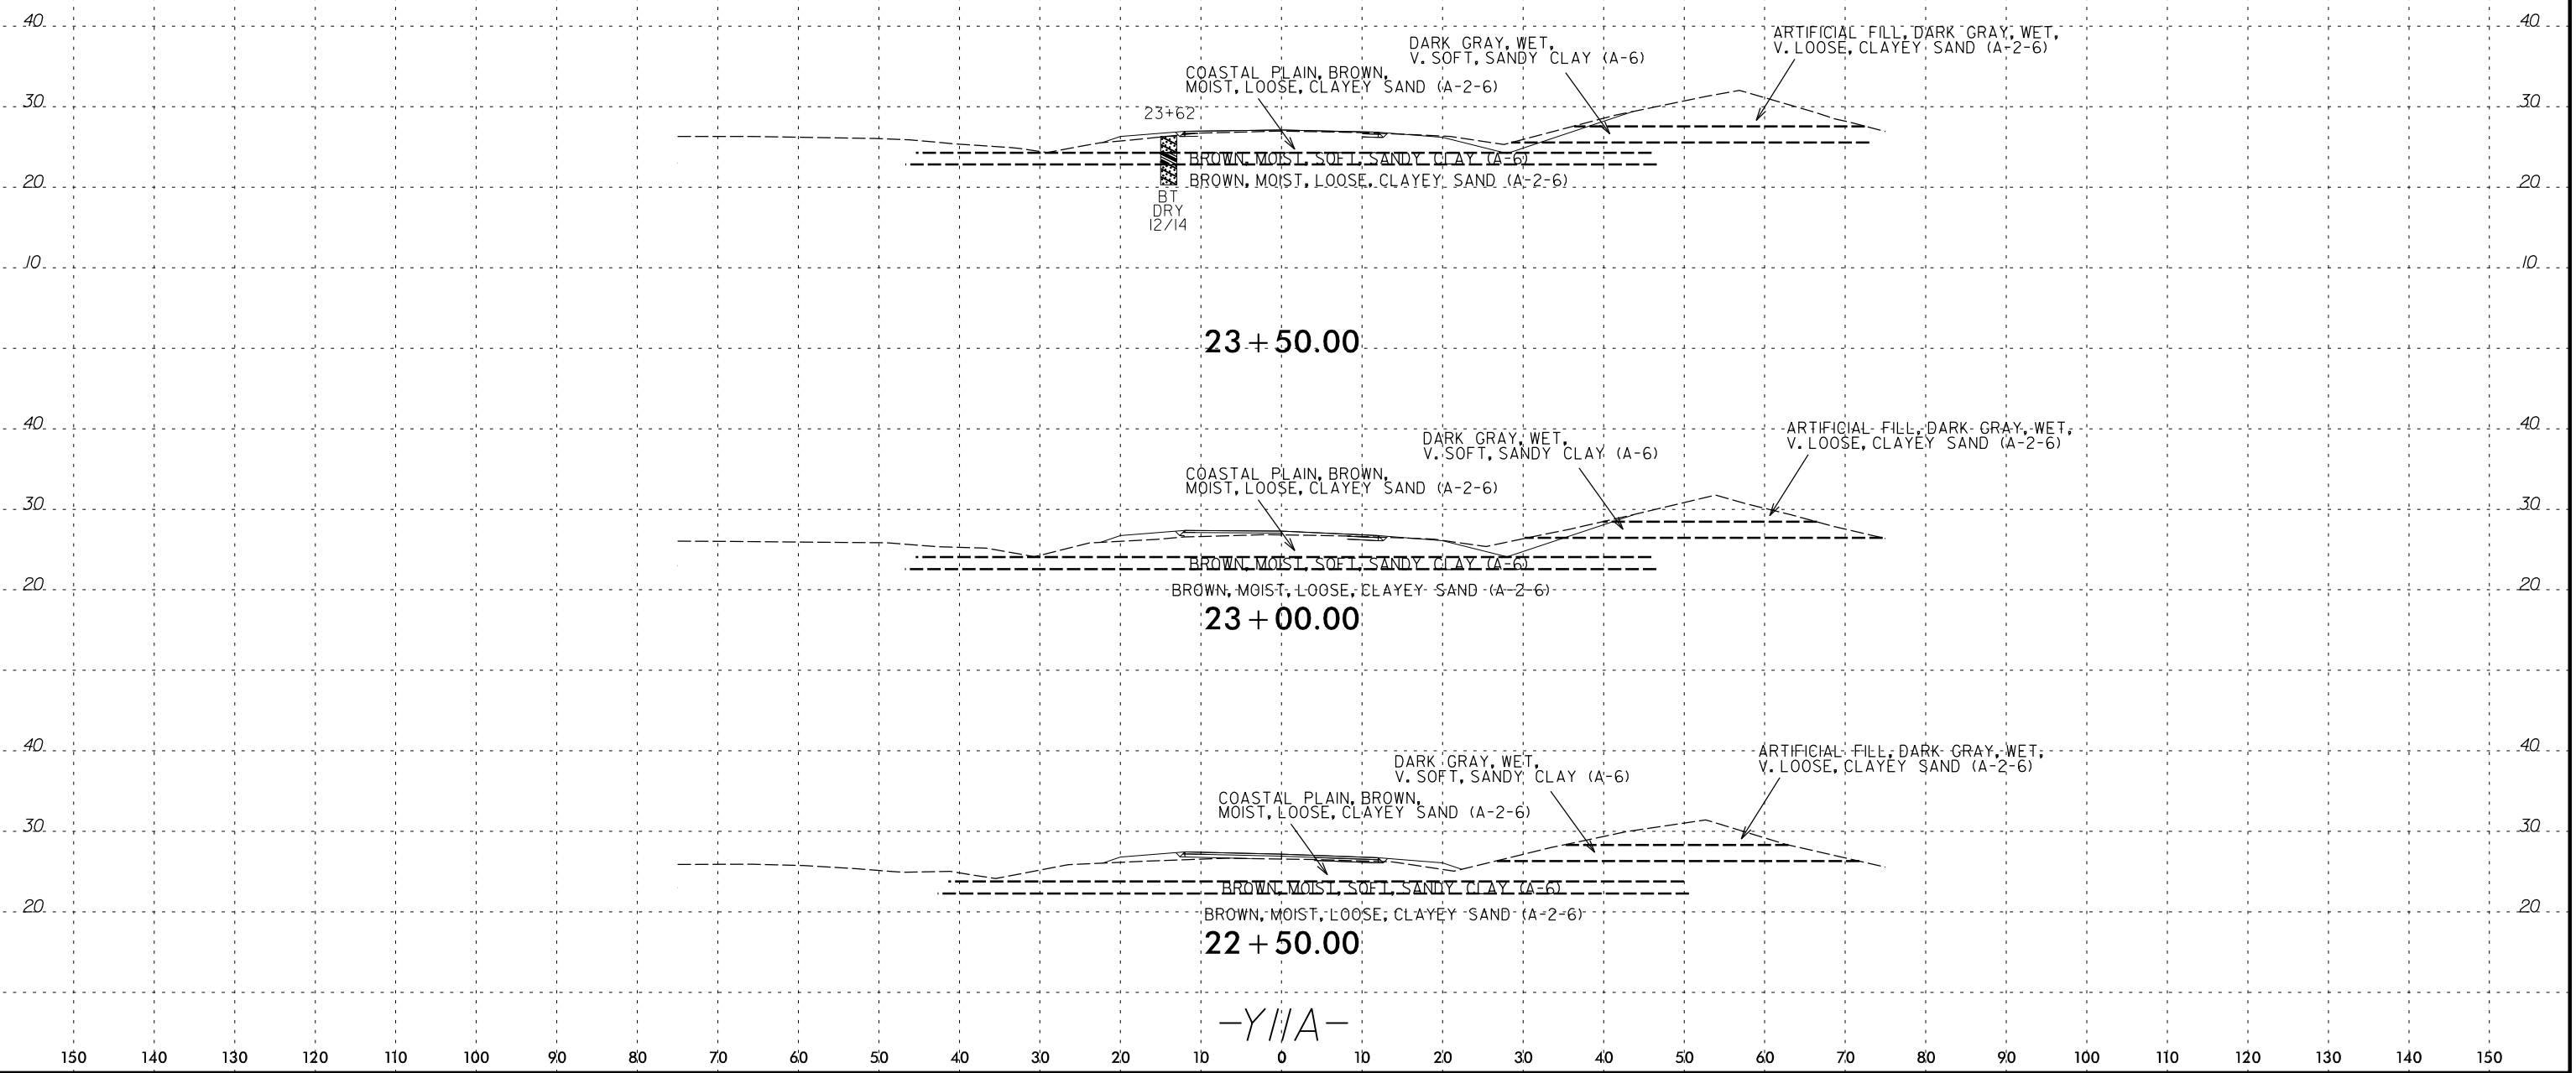 40 40
ARTIFICIAL FILL, DARK GRAY, WET,
V. LOOSE, CLAYEY SAND (A-2-6)
DARK GRAY, WET,
V. SOFT, SANDY CLAY (A-6)
COASTAL PLAIN, BROWN,
MOIST, LOOSE, CLAYEY SAND (A-2-6)
30 30
23+62
BROWN, MOIST, SOFT, SANDY CLAY (A-6)
BROWN, MOIST, LOOSE, CLAYEY SAND (A-2-6)
20 20
BT
DRY
12/14
10 10
23+50.00
40 40
ARTIFICIAL FILL, DARK GRAY, WET,
V. LOOSE, CLAYEY SAND (A-2-6)
DARK GRAY, WET,
V. SOFT, SANDY CLAY (A-6)
COASTAL PLAIN, BROWN,
MOIST, LOOSE, CLAYEY SAND (A-2-6)
30 30
BROWN, MOIST, SOFT, SANDY CLAY (A-6)
20 20
BROWN, MOIST, LOOSE, CLAYEY SAND (A-2-6)
23+00.00
40 40
ARTIFICIAL FILL, DARK GRAY, WET,
V. LOOSE, CLAYEY SAND (A-2-6)
DARK GRAY, WET,
V. SOFT, SANDY CLAY (A-6)
COASTAL PLAIN, BROWN,
MOIST, LOOSE, CLAYEY SAND (A-2-6)
30 30
BROWN, MOIST, SOFT, SANDY CLAY (A-6)
20 20
BROWN, MOIST, LOOSE, CLAYEY SAND (A-2-6)
22+50.00
-Y11A-
150 140 130 120 110 100 90 80 70 60 50 40 30 20 10 0 10 20 30 40 50 60 70 80 90 100 110 120 130 140 150